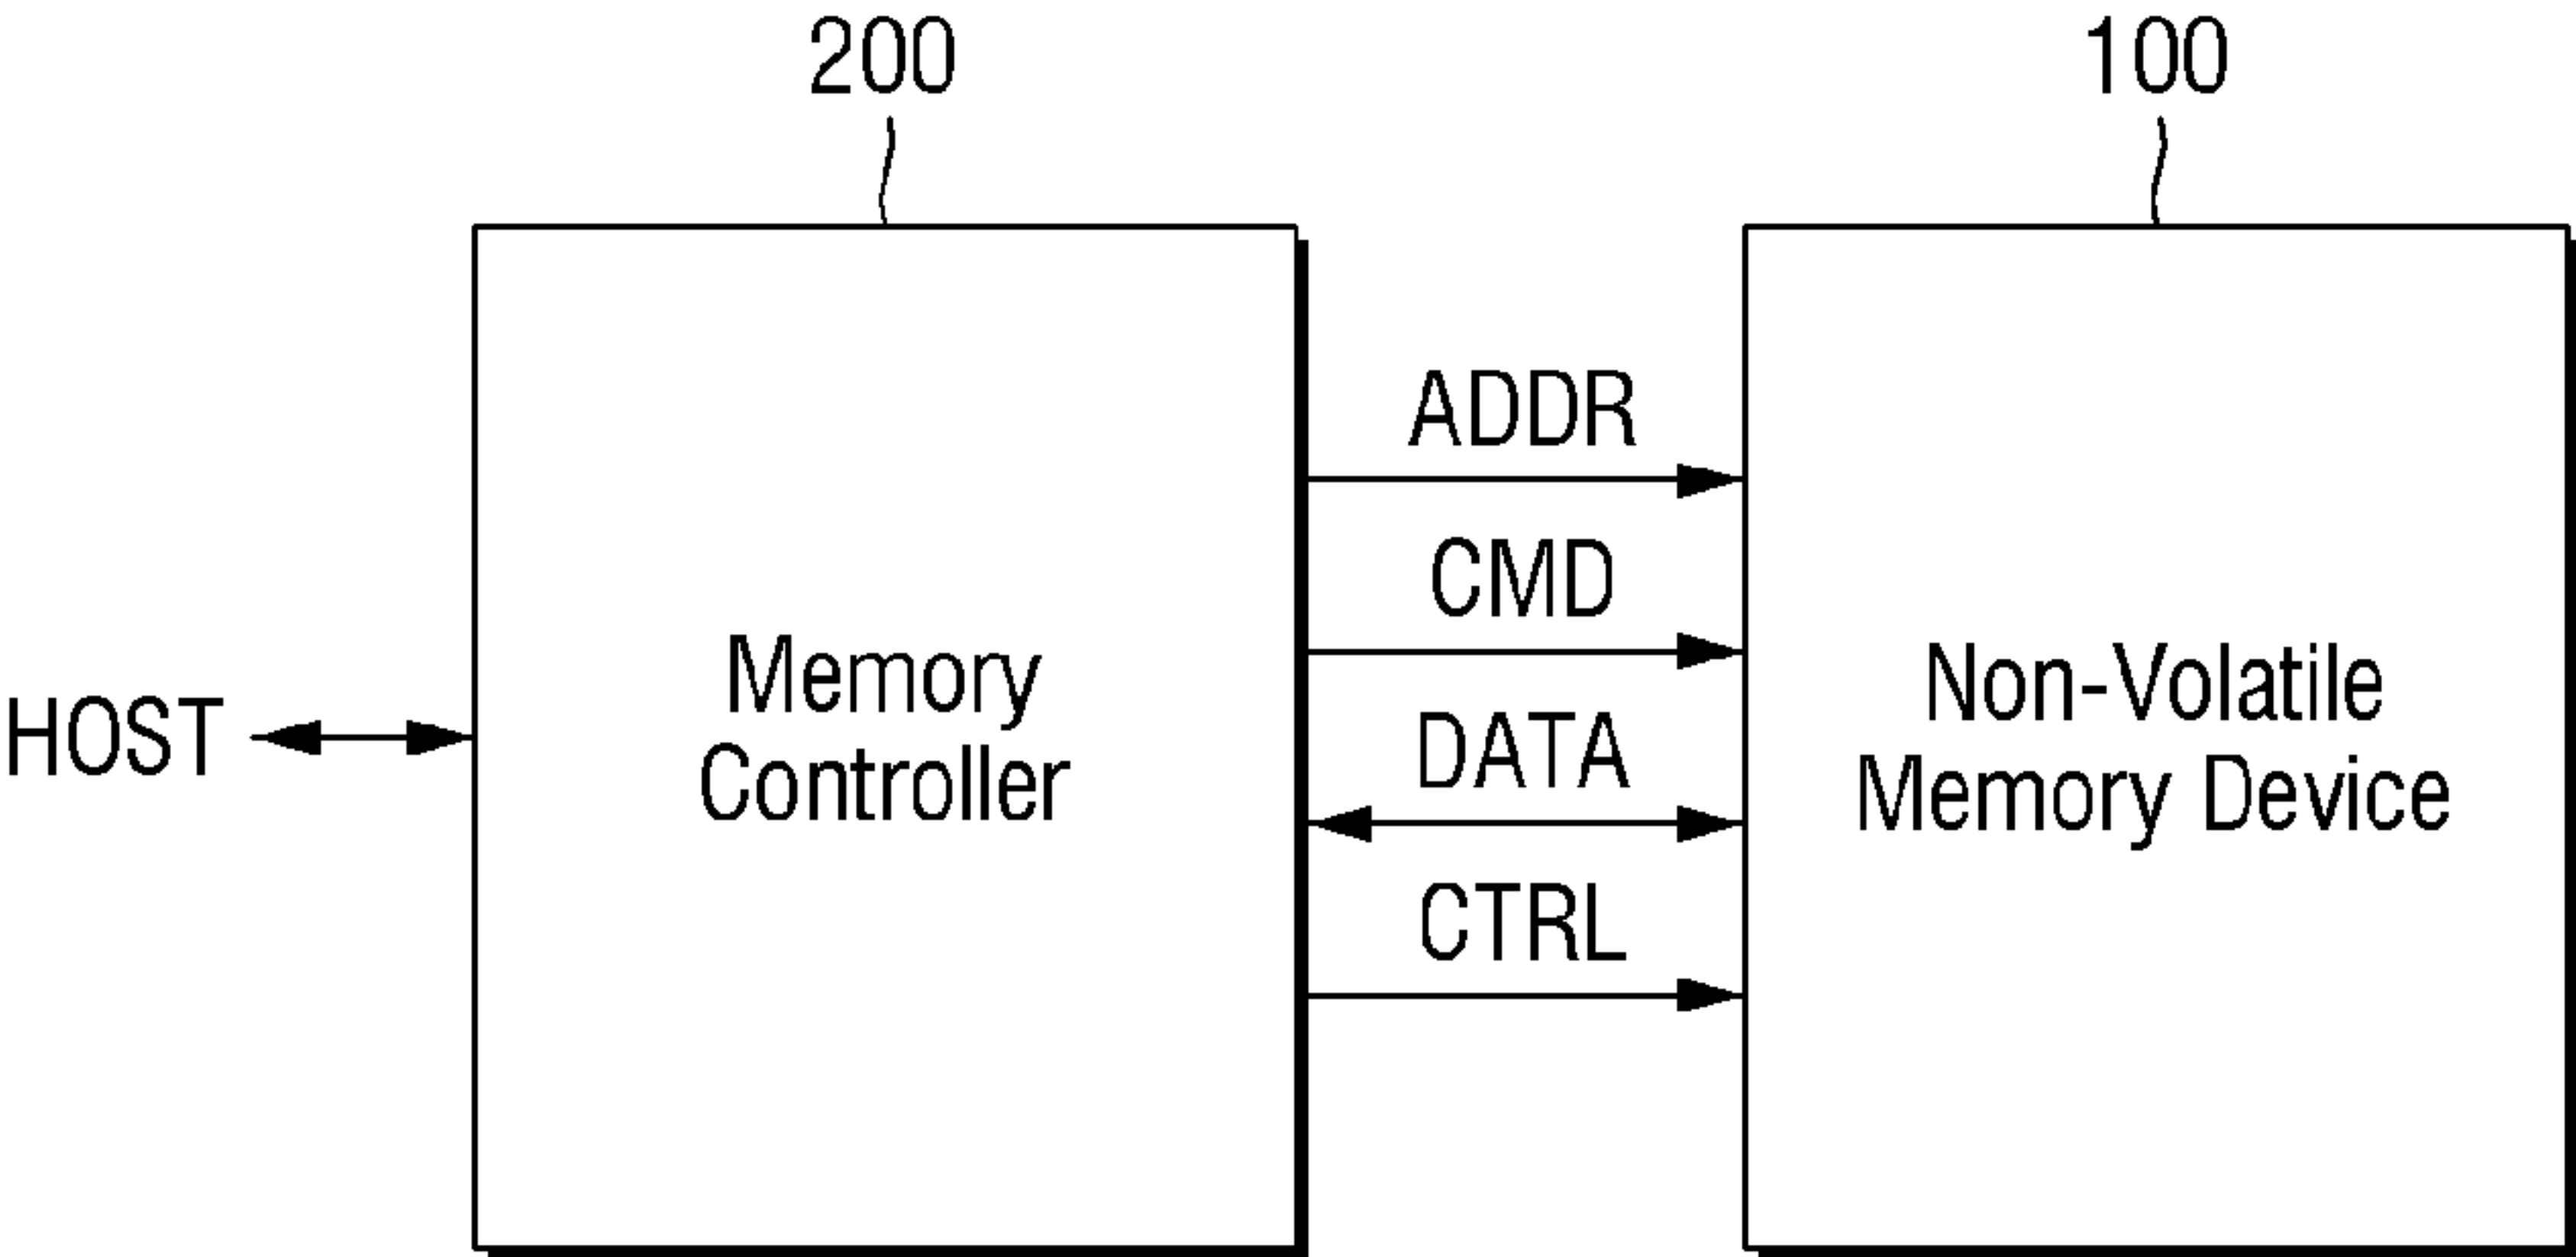 200
100
ADDR
CMD
DATA
CTRL
HOST
Memory
Controller
Non-Volatile
Memory Device